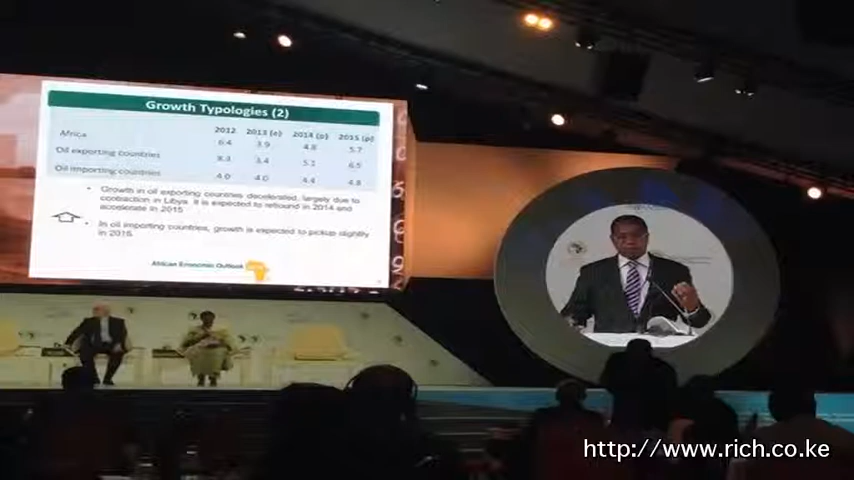 Growth Typologies (2)
2012 2013 (e) 2014 (p) 2015 (p)
Africa 6.4 3.9 4.8 5.7
Oil exporting countries 8.3 3.4 5.1 6.5
Oil importing countries 4.0 4.0 4.4 4.8
• Growth in oil exporting countries decelerated, largely due to
contraction in Libya. It is expected to rebound in 2014 and
accelerate in 2015
• In oil importing countries, growth is expected to pickup slightly
in 2015.
African Economic Outlook
http://www.rich.co.ke